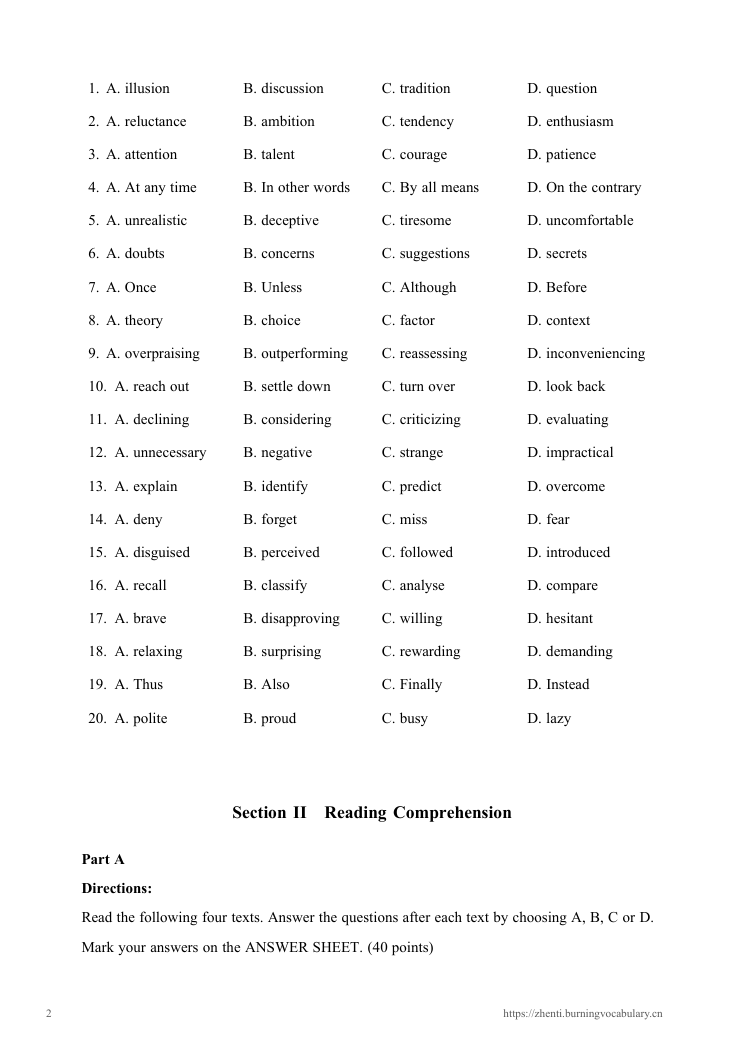 1. A. illusion B. discussion C. tradition D. question
2. A. reluctance B. ambition C. tendency D. enthusiasm
3. A. attention B. talent C. courage D. patience
4. A. At any time B. In other words C. By all means D. On the contrary
5. A. unrealistic B. deceptive C. tiresome D. uncomfortable
6. A. doubts B. concerns C. suggestions D. secrets
7. A. Once B. Unless C. Although D. Before
8. A. theory B. choice C. factor D. context
9. A. overpraising B. outperforming C. reassessing D. inconveniencing
10. A. reach out B. settle down C. turn over D. look back
11. A. declining B. considering C. criticizing D. evaluating
12. A. unnecessary B. negative C. strange D. impractical
13. A. explain B. identify C. predict D. overcome
14. A. deny B. forget C. miss D. fear
15. A. disguised B. perceived C. followed D. introduced
16. A. recall B. classify C. analyse D. compare
17. A. brave B. disapproving C. willing D. hesitant
18. A. relaxing B. surprising C. rewarding D. demanding
19. A. Thus B. Also C. Finally D. Instead
20. A. polite B. proud C. busy D. lazy
Section II Reading Comprehension
Part A
Directions:
Read the following four texts. Answer the questions after each text by choosing A, B, C or D.
Mark your answers on the ANSWER SHEET. (40 points)
2 https://zhenti.burningvocabulary.cn